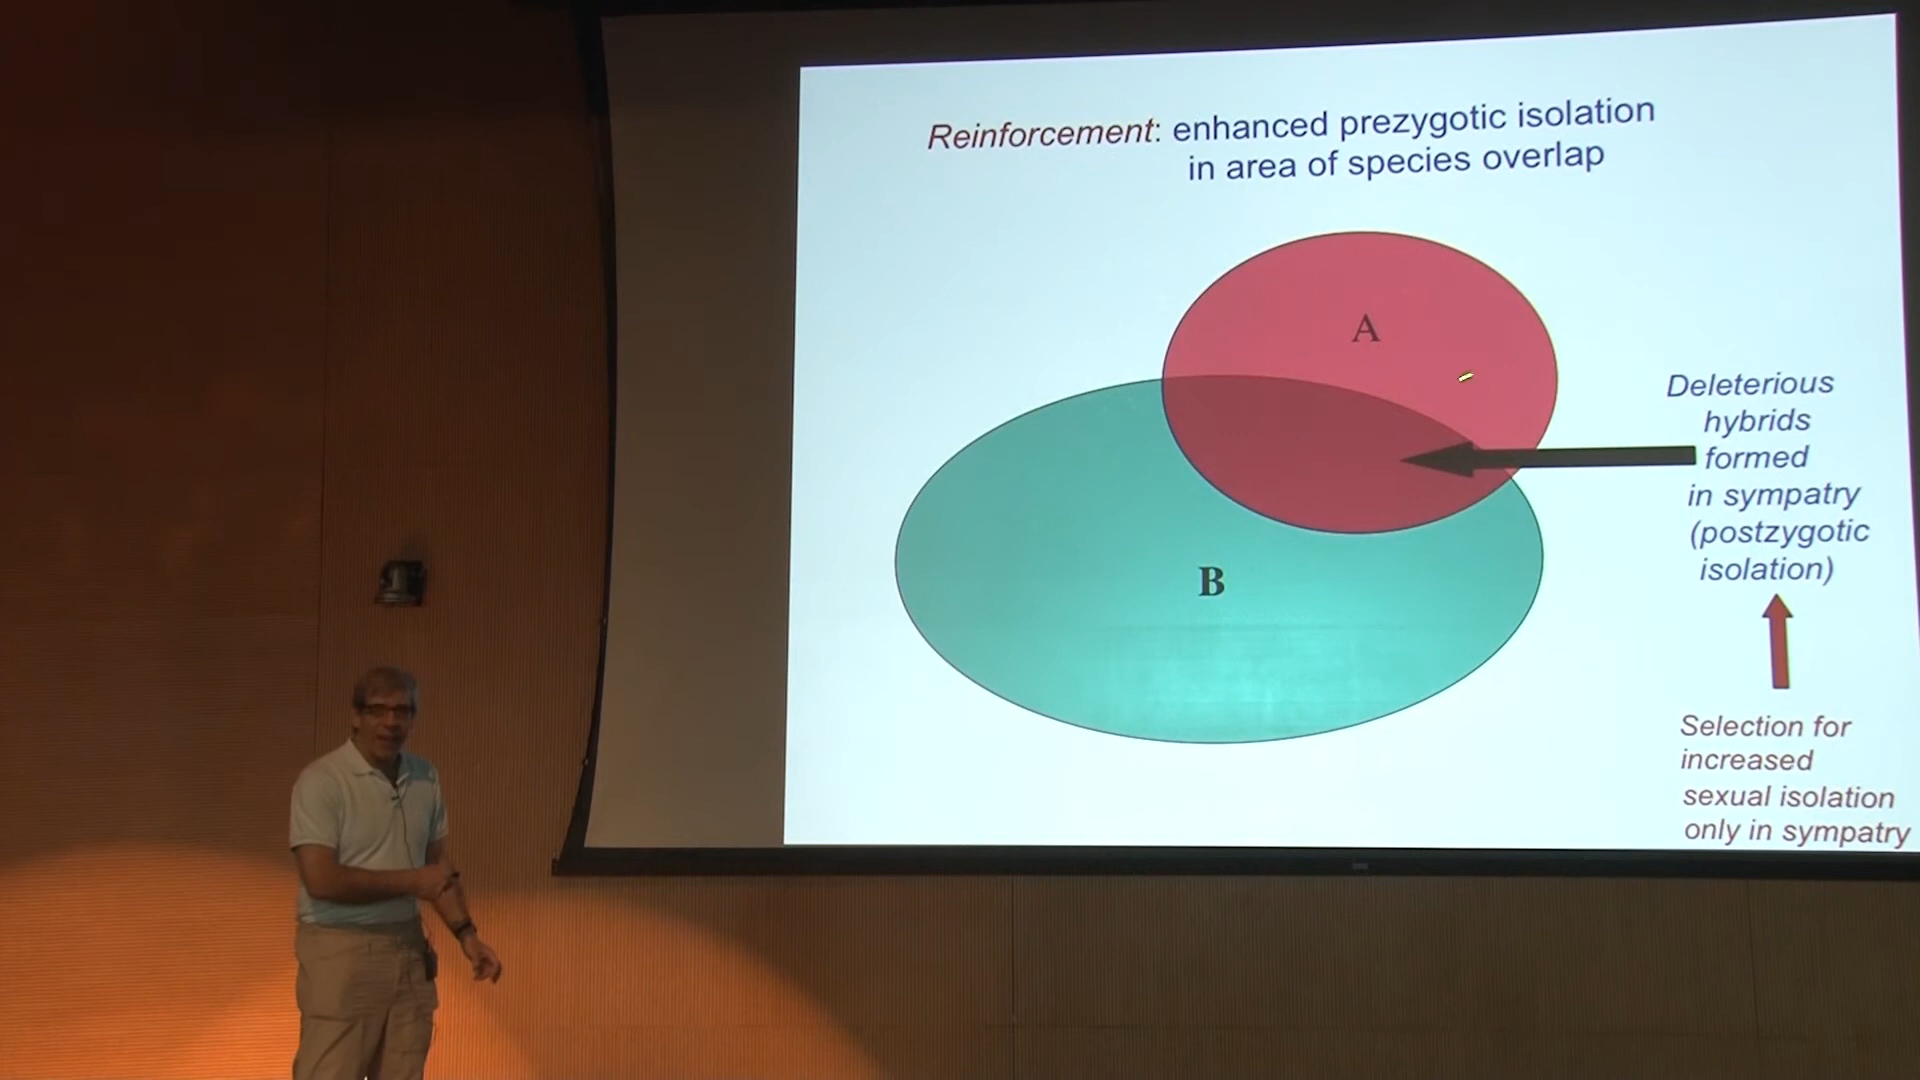 Reinforcement: enhanced prezygotic isolation
in area of species overlap
A
B
Deleterious
hybrids
formed
in sympatry
(postzygotic
isolation)
Selection for
increased
sexual isolation
only in sympatry